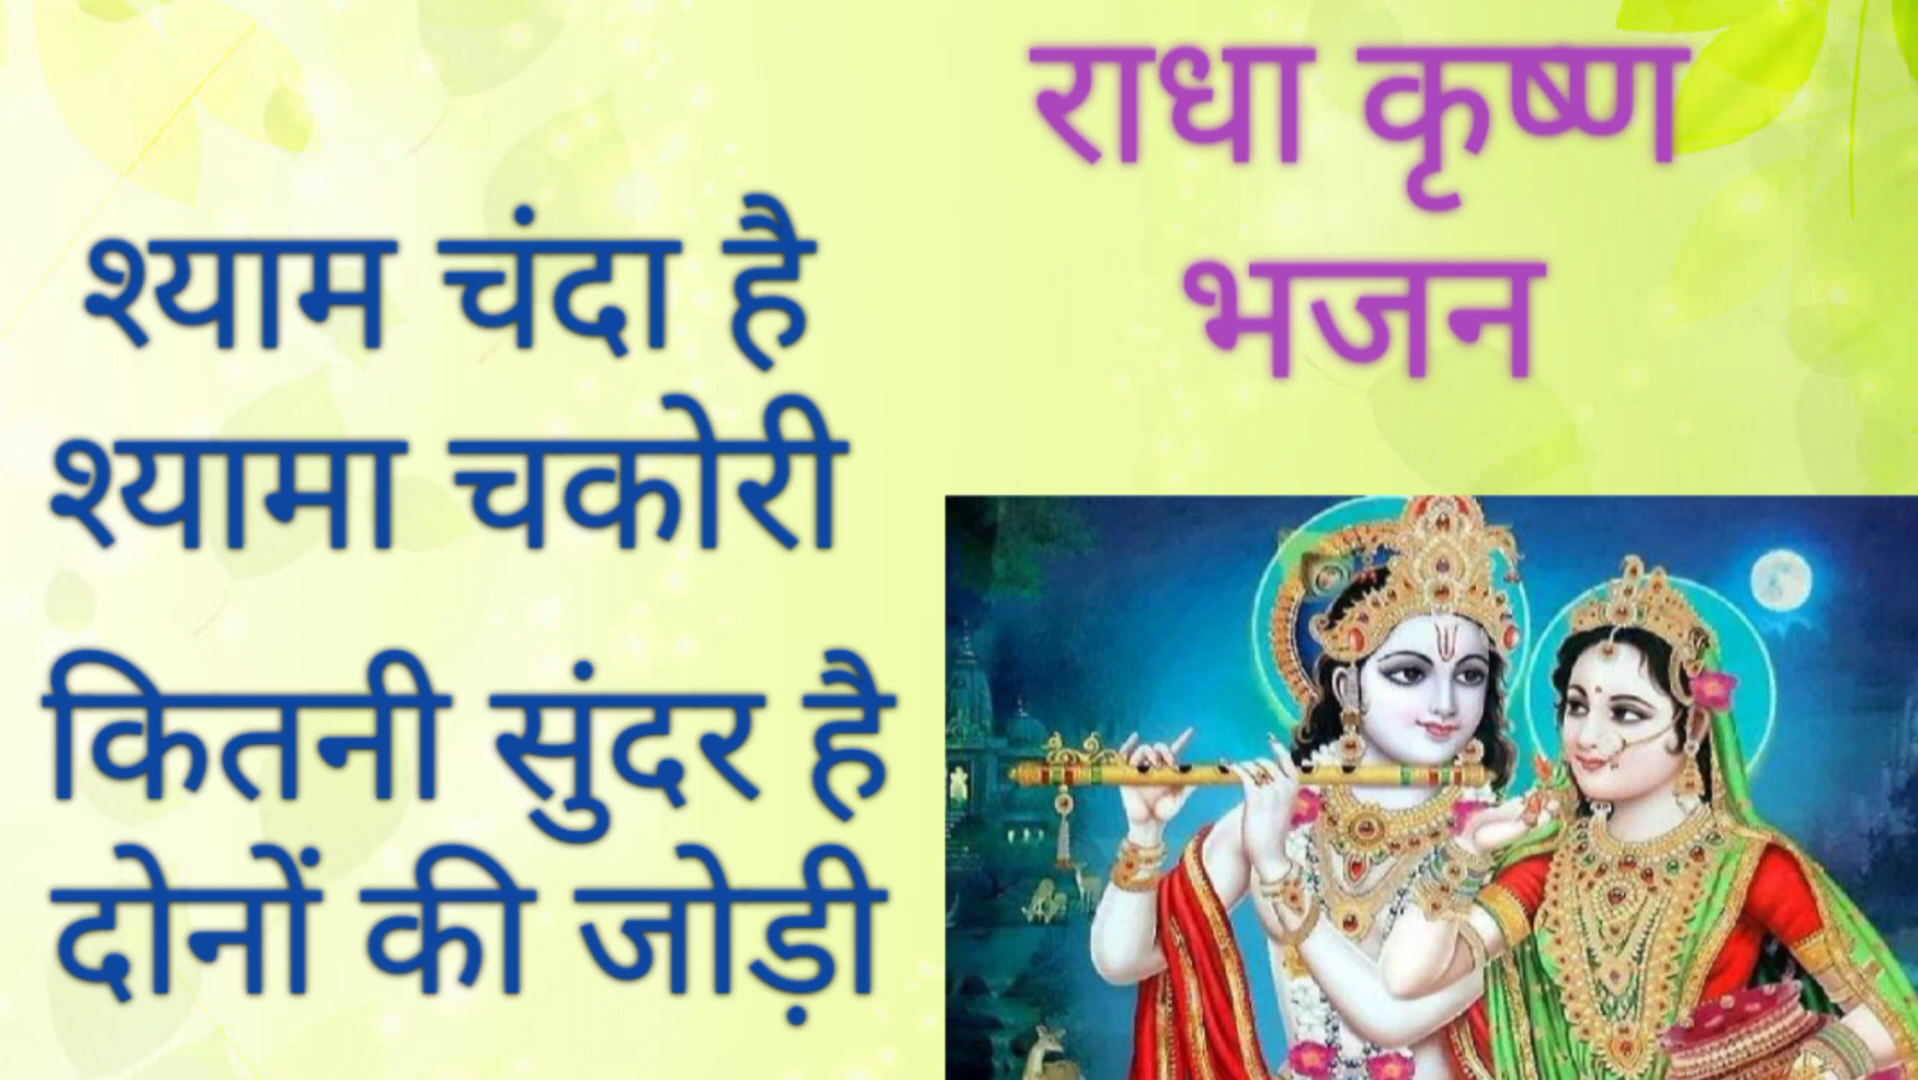 राधा कृष्ण
भजन
श्याम चंदा है
श्यामा चकोरी
कितनी सुंदर है
दोनों की जोड़ी